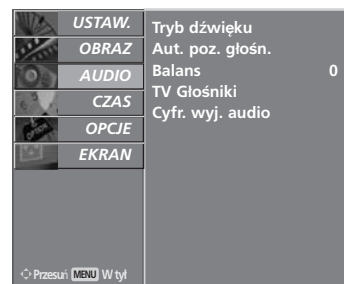 USTAW.
OBRAZ
AUDIO
CZAS
OPCJE
EKRAN
Tryb dźwięku
Aut. poz. głośn.
Balans 0
TV Głośniki
Cyfr. wyj. audio
Przesuń MENU W tył